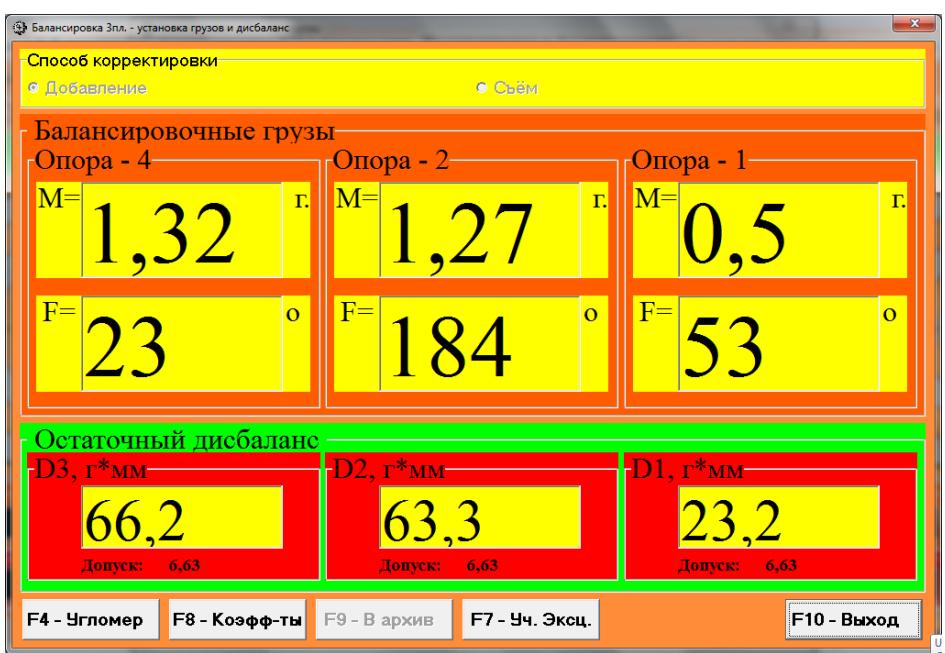 Балансировка 3пл. - установка грузов и дисбаланс
Способ корректировки
Добавление Съём
Балансировочные грузы
Опора - 4 Опора - 2 Опора - 1
M= 1,32 г. M= 1,27 г. M= 0,5 г.
F= 23 о F= 184 о F= 53 о
Остаточный дисбаланс
D3, г*мм D2, г*мм D1, г*мм
66,2 63,3 23,2
Допуск: 6,63 Допуск: 6,63 Допуск: 6,63
F4 - Угломер F8 - Коэфф-ты F9 - В архив F7 - Уч. Эксц. F10 - Выход